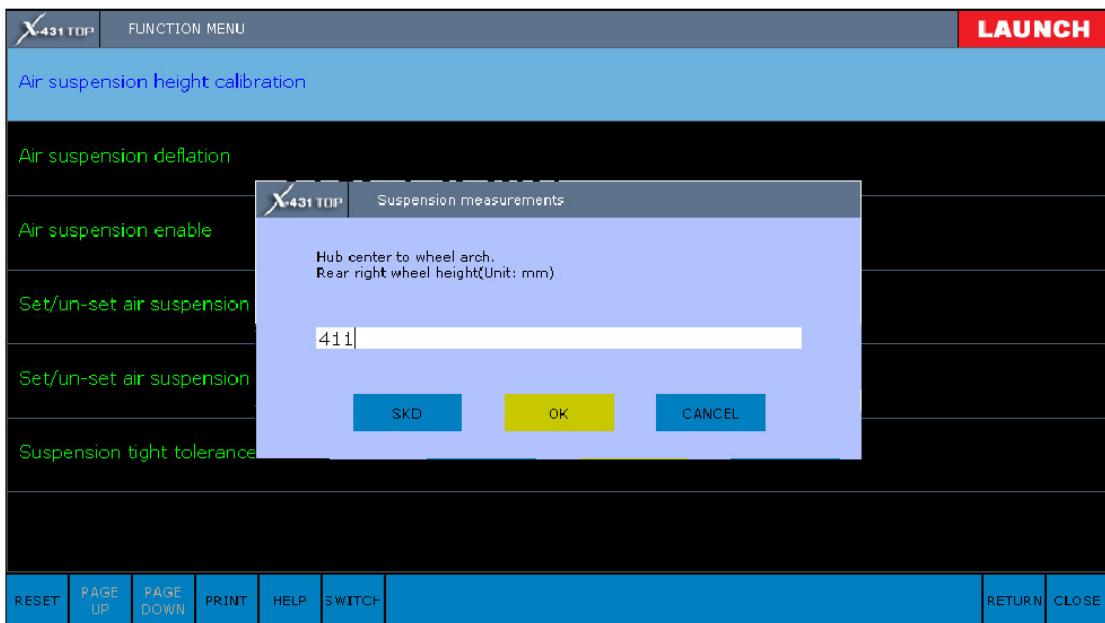 X-431 TOP FUNCTION MENU LAUNCH
Air suspension height calibration
Air suspension deflation
X-431 TOP Suspension measurements
Air suspension enable
Hub center to wheel arch.
Rear right wheel height(Unit: mm)
Set/un-set air suspension
411
Set/un-set air suspension
SKD OK CANCEL
Suspension tight tolerance
RESET PAGE UP PAGE DOWN PRINT HELP SWITCH RETURN CLOSE